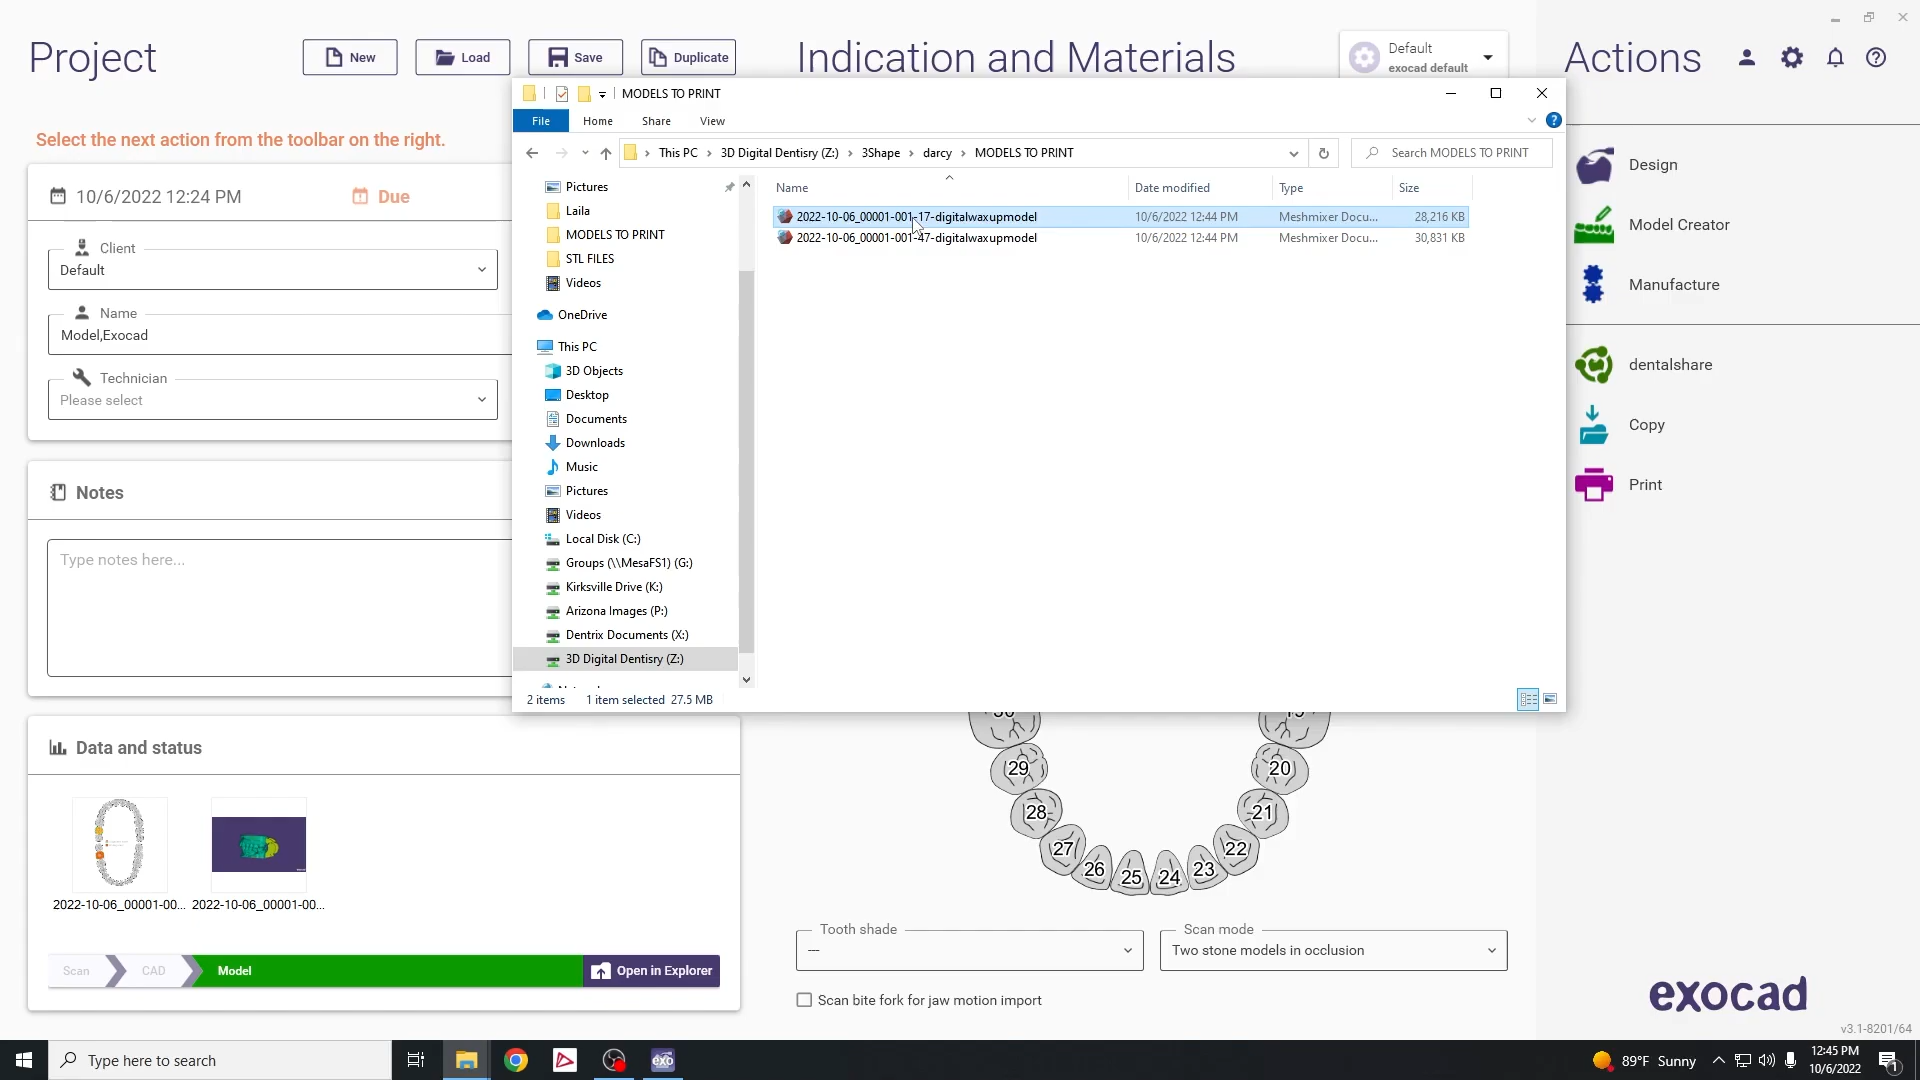 Project
New
Load
Save
Duplicate
Indication and Materials
Default
exocad default
Actions
Select the next action from the toolbar on the right.
10/6/2022 12:24 PM
Due
Client
Default
Name
Model,Exocad
Technician
Please select
Notes
Type notes here...
Data and status
2022-10-06_00001-00...
2022-10-06_00001-00...
Scan
CAD
Model
Open in Explorer
MODELS TO PRINT
File
Home
Share
View
This PC
3D Digital Dentisry (Z:)
3Shape
darcy
MODELS TO PRINT
Search MODELS TO PRINT
Pictures
Laila
MODELS TO PRINT
STL FILES
Videos
OneDrive
This PC
3D Objects
Desktop
Documents
Downloads
Music
Pictures
Videos
Local Disk (C:)
Groups (\\MesaFS1) (G:)
Kirksville Drive (K:)
Arizona Images (P:)
Dentrix Documents (X:)
3D Digital Dentisry (Z:)
Name
Date modified
Type
Size
2022-10-06_00001-001-17-digitalwaxupmodel
10/6/2022 12:44 PM
Meshmixer Docu...
28,216 KB
2022-10-06_00001-001-47-digitalwaxupmodel
10/6/2022 12:44 PM
Meshmixer Docu...
30,831 KB
2 items
1 item selected 27.5 MB
30
19
29
20
28
21
27
22
26
23
25
24
Tooth shade
---
Scan mode
Two stone models in occlusion
Scan bite fork for jaw motion import
Design
Model Creator
Manufacture
dentalshare
Copy
Print
exocad
v3.1-8201/64
Type here to search
exo
89°F Sunny
12:45 PM
10/6/2022
1